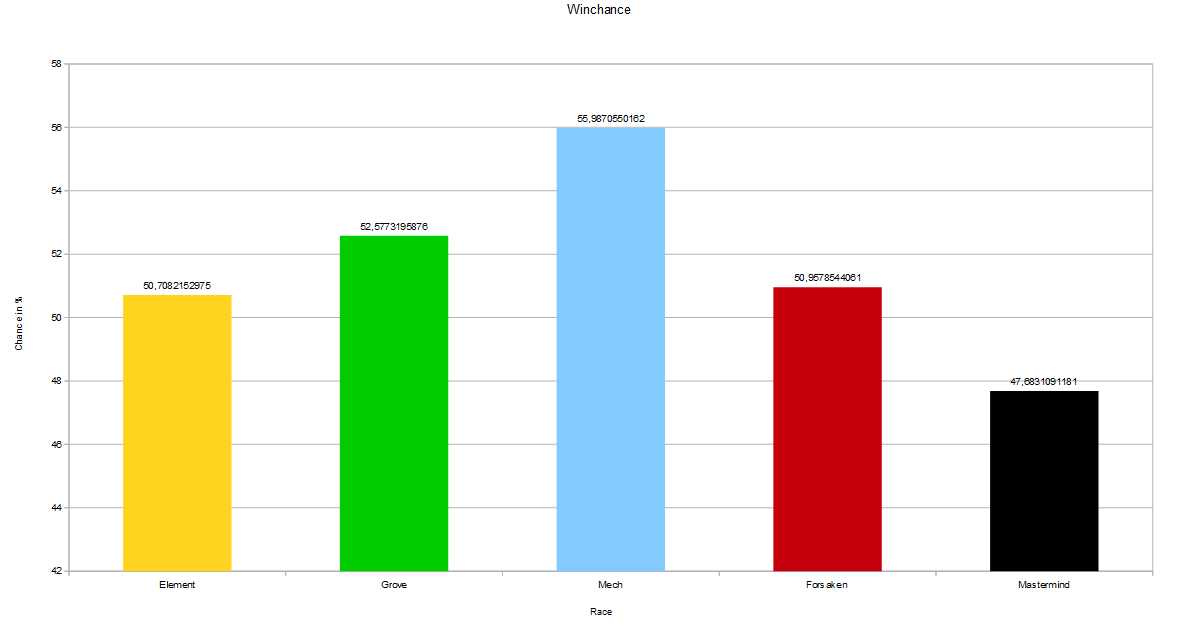 Winchance
58
56
54
52
50
48
46
44
42
Chance in %
50,7082152975
52,5773195876
55,9870550162
50,9578544061
47,6831091181
Element
Grove
Mech
Forsaken
Mastermind
Race